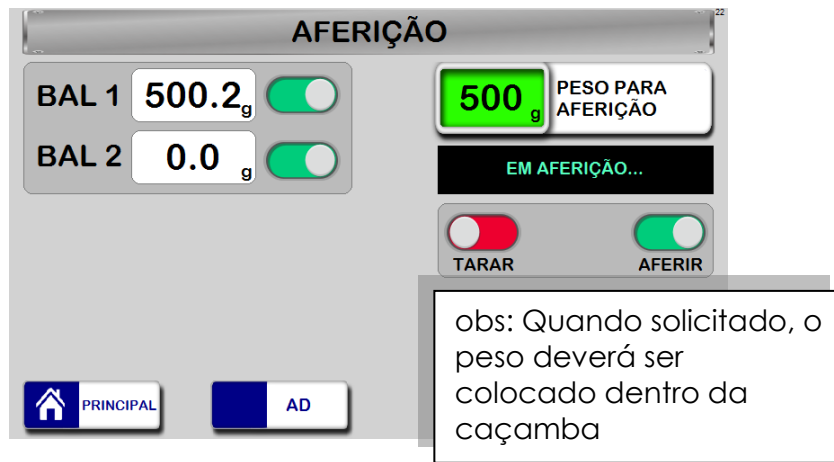 22
AFERIÇÃO
BAL 1 500.2 g
BAL 2 0.0 g
500 g PESO PARA
AFERIÇÃO
EM AFERIÇÃO...
TARAR AFERIR
obs: Quando solicitado, o
peso deverá ser
colocado dentro da
caçamba
PRINCIPAL AD